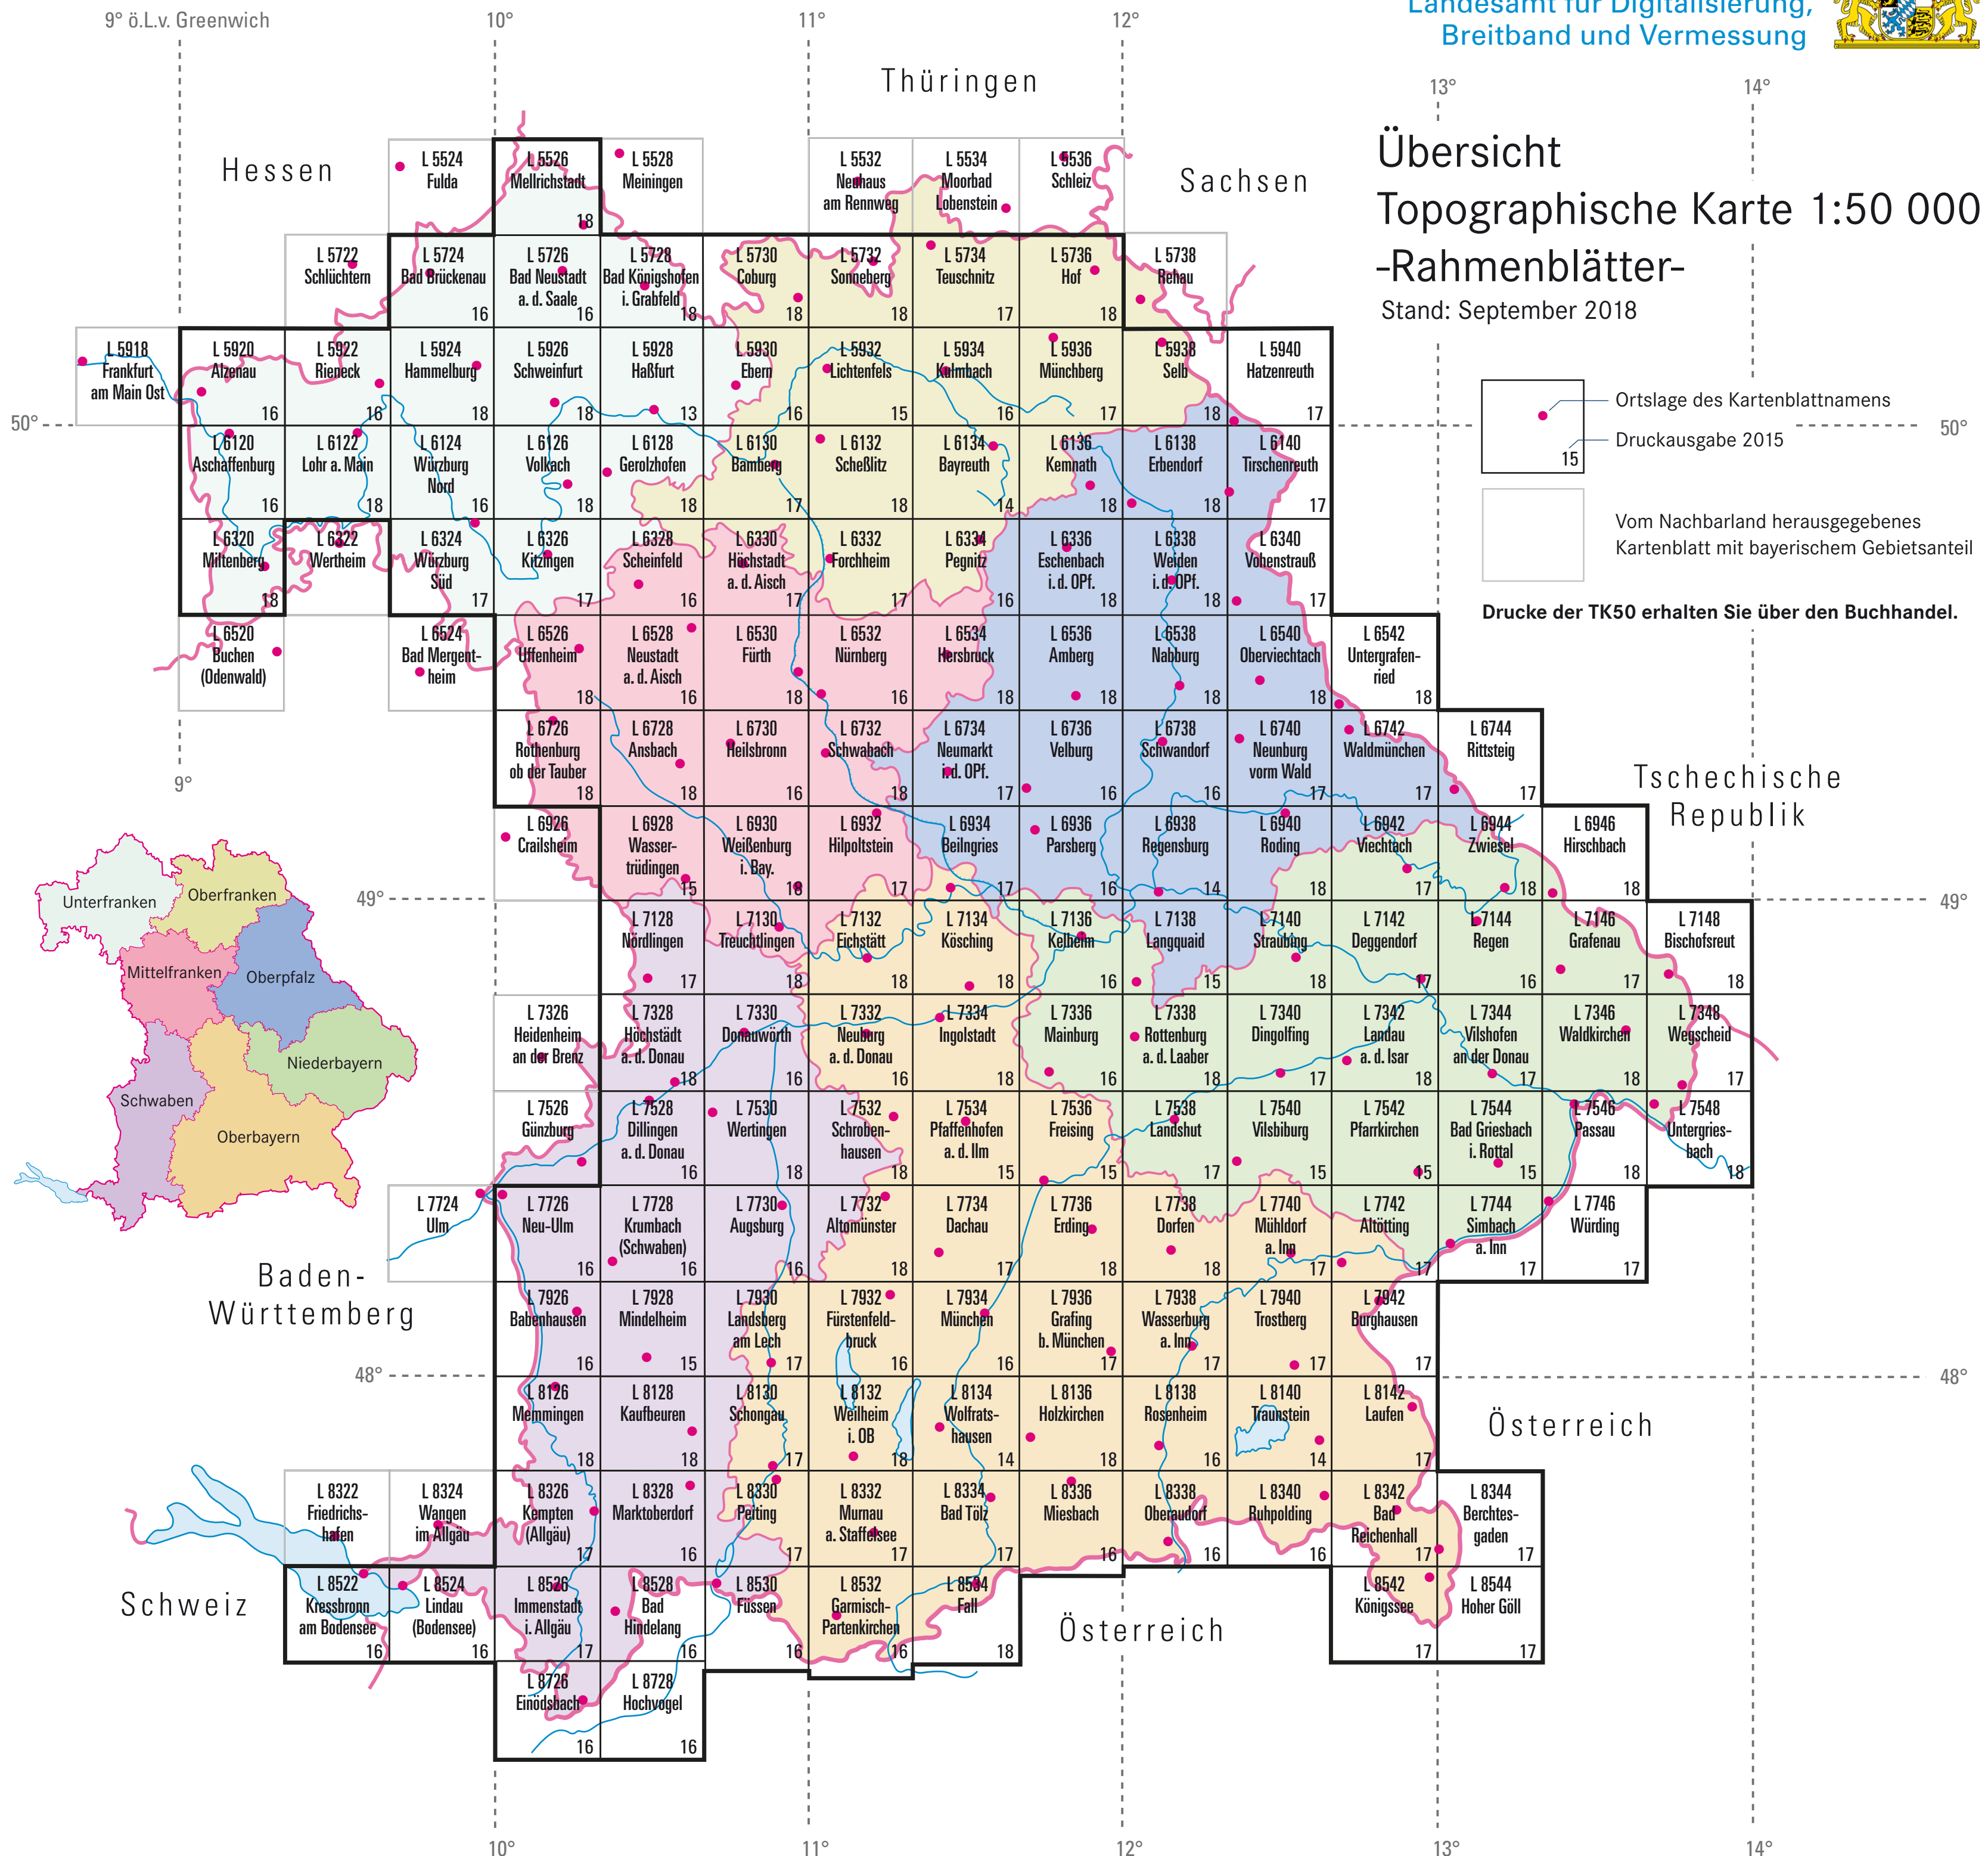 9° ö.L.v. Greenwich
10°
11°
12°
Landesamt für Digitalisierung,
Breitband und Vermessung
13°
14°
Thüringen
Hessen
Sachsen
Übersicht
Topographische Karte 1:50 000
-Rahmenblätter-
Stand: September 2018
Ortslage des Kartenblattnamens
Druckausgabe 2015
15
Vom Nachbarland herausgegebenes
Kartenblatt mit bayerischem Gebietsanteil
Drucke der TK50 erhalten Sie über den Buchhandel.
L 5524
Fulda
L 5526
Mellrichstadt
18
L 5528
Meiningen
L 5532
Neuhaus
am Rennweg
L 5534
Moorbad
Lobenstein
L 5536
Schleiz
L 5722
Schlüchtern
L 5724
Bad Brückenau
16
L 5726
Bad Neustadt
a. d. Saale
16
L 5728
Bad Königshofen
i. Grabfeld
18
L 5730
Coburg
18
L 5732
Sonneberg
18
L 5734
Teuschnitz
17
L 5736
Hof
18
L 5738
Rehau
L 5918
Frankfurt
am Main Ost
L 5920
Alzenau
16
L 5922
Rieneck
16
L 5924
Hammelburg
18
L 5926
Schweinfurt
18
L 5928
Haßfurt
13
L 5930
Ebern
16
L 5932
Lichtenfels
15
L 5934
Kulmbach
16
L 5936
Münchberg
17
L 5938
Selb
18
L 5940
Hatzenreuth
17
50°
50°
L 6120
Aschaffenburg
16
L 6122
Lohr a. Main
18
L 6124
Würzburg
Nord
16
L 6126
Volkach
18
L 6128
Gerolzhofen
18
L 6130
Bamberg
17
L 6132
Scheßlitz
18
L 6134
Bayreuth
14
L 6136
Kemnath
18
L 6138
Erbendorf
18
L 6140
Tirschenreuth
17
L 6320
Miltenberg
18
L 6322
Wertheim
L 6324
Würzburg
Süd
17
L 6326
Kitzingen
17
L 6328
Scheinfeld
16
L 6330
Höchstadt
a. d. Aisch
17
L 6332
Forchheim
17
L 6334
Pegnitz
16
L 6336
Eschenbach
i. d. OPf.
18
L 6338
Weiden
i. d. OPf.
18
L 6340
Vohenstrauß
17
L 6520
Buchen
(Odenwald)
L 6524
Bad Mergent-
heim
L 6526
Uffenheim
18
L 6528
Neustadt
a. d. Aisch
16
L 6530
Fürth
18
L 6532
Nürnberg
16
L 6534
Hersbruck
18
L 6536
Amberg
18
L 6538
Nabburg
18
L 6540
Oberviechtach
18
L 6542
Untergrafen-
ried
18
L 6726
Rothenburg
ob der Tauber
18
L 6728
Ansbach
18
L 6730
Heilsbronn
16
L 6732
Schwabach
18
L 6734
Neumarkt
i. d. OPf.
17
L 6736
Velburg
16
L 6738
Schwandorf
16
L 6740
Neunburg
vorm Wald
17
L 6742
Waldmünchen
17
L 6744
Rittsteig
17
9°
Tschechische
Republik
L 6926
Crailsheim
L 6928
Wasser-
trüdingen
15
L 6930
Weißenburg
i. Bay.
18
L 6932
Hilpoltstein
17
L 6934
Beilngries
17
L 6936
Parsberg
16
L 6938
Regensburg
14
L 6940
Roding
18
L 6942
Viechtach
17
L 6944
Zwiesel
18
L 6946
Hirschbach
18
49°
49°
L 7128
Nördlingen
17
L 7130
Treuchtlingen
18
L 7132
Eichstätt
18
L 7134
Kösching
18
L 7136
Kelheim
16
L 7138
Langquaid
15
L 7140
Straubing
18
L 7142
Deggendorf
17
L 7144
Regen
16
L 7146
Grafenau
17
L 7148
Bischofsreut
18
L 7326
Heidenheim
an der Brenz
L 7328
Höchstädt
a. d. Donau
18
L 7330
Donauwörth
16
L 7332
Neuburg
a. d. Donau
16
L 7334
Ingolstadt
18
L 7336
Mainburg
16
L 7338
Rottenburg
a. d. Laaber
18
L 7340
Dingolfing
17
L 7342
Landau
a. d. Isar
18
L 7344
Vilshofen
an der Donau
17
L 7346
Waldkirchen
18
L 7348
Wegscheid
17
L 7526
Günzburg
L 7528
Dillingen
a. d. Donau
16
L 7530
Wertingen
18
L 7532
Schroben-
hausen
18
L 7534
Pfaffenhofen
a. d. Ilm
15
L 7536
Freising
15
L 7538
Landshut
17
L 7540
Vilsbiburg
15
L 7542
Pfarrkirchen
15
L 7544
Bad Griesbach
i. Rottal
15
L 7546
Passau
18
L 7548
Untergries-
bach
18
L 7724
Ulm
L 7726
Neu-Ulm
16
L 7728
Krumbach
(Schwaben)
16
L 7730
Augsburg
16
L 7732
Altomünster
18
L 7734
Dachau
17
L 7736
Erding
18
L 7738
Dorfen
18
L 7740
Mühldorf
a. Inn
17
L 7742
Altötting
17
L 7744
Simbach
a. Inn
17
L 7746
Würding
17
Unterfranken
Oberfranken
Mittelfranken
Oberpfalz
Niederbayern
Schwaben
Oberbayern
Baden-
Württemberg
L 7926
Babenhausen
16
L 7928
Mindelheim
15
L 7930
Landsberg
am Lech
17
L 7932
Fürstenfeld-
bruck
16
L 7934
München
16
L 7936
Grafing
b. München
17
L 7938
Wasserburg
a. Inn
17
L 7940
Trostberg
17
L 7942
Burghausen
17
48°
48°
L 8126
Memmingen
18
L 8128
Kaufbeuren
18
L 8130
Schongau
17
L 8132
Weilheim
i. OB
18
L 8134
Wolfrats-
hausen
14
L 8136
Holzkirchen
18
L 8138
Rosenheim
16
L 8140
Traunstein
14
L 8142
Laufen
17
Österreich
L 8322
Friedrichs-
hafen
L 8324
Wangen
im Allgäu
L 8326
Kempten
(Allgäu)
17
L 8328
Marktoberdorf
16
L 8330
Peiting
17
L 8332
Murnau
a. Staffelsee
17
L 8334
Bad Tölz
17
L 8336
Miesbach
16
L 8338
Oberaudorf
16
L 8340
Ruhpolding
16
L 8342
Bad
Reichenhall
17
L 8344
Berchtes-
gaden
17
Schweiz
L 8522
Kressbronn
am Bodensee
16
L 8524
Lindau
(Bodensee)
16
L 8526
Immenstadt
i. Allgäu
17
L 8528
Bad
Hindelang
16
L 8530
Füssen
16
L 8532
Garmisch-
Partenkirchen
16
L 8534
Fall
18
Österreich
L 8542
Königssee
17
L 8544
Hoher Göll
17
L 8726
Einödsbach
16
L 8728
Hochvogel
16
10°
11°
12°
13°
14°